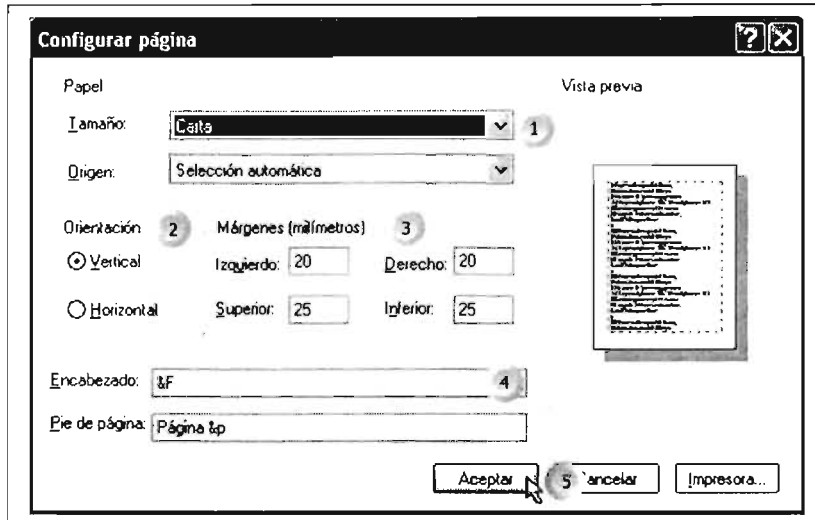 Configurar página
Papel
Vista previa
Tamaño: Carta 1
Origen: Selección automática
Orientación 2 Márgenes (milímetros) 3
Vertical Izquierdo: 20 Derecho: 20
Horizontal Superior: 25 Inferior: 25
Encabezado: &F 4
Pie de página: Página &p
Aceptar 5 ancelar Impresora...